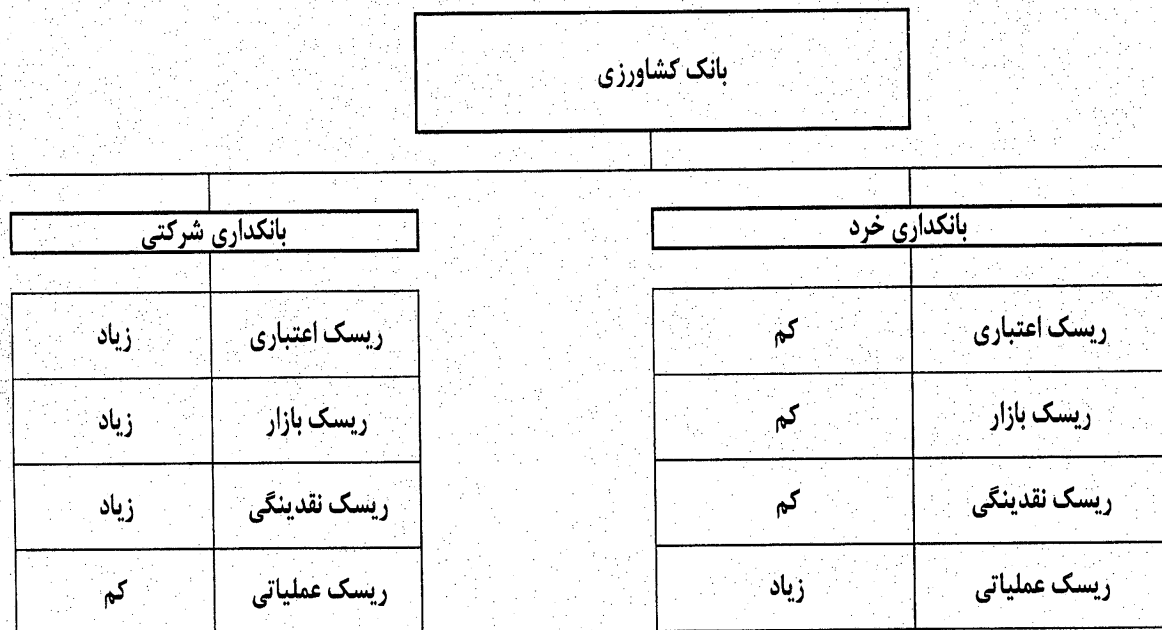 بانک کشاورزی
بانکداری خرد
ریسک اعتباری کم
ریسک بازار کم
ریسک نقدینگی کم
ریسک عملیاتی زیاد
بانکداری شرکتی
ریسک اعتباری زیاد
ریسک بازار زیاد
ریسک نقدینگی زیاد
ریسک عملیاتی کم